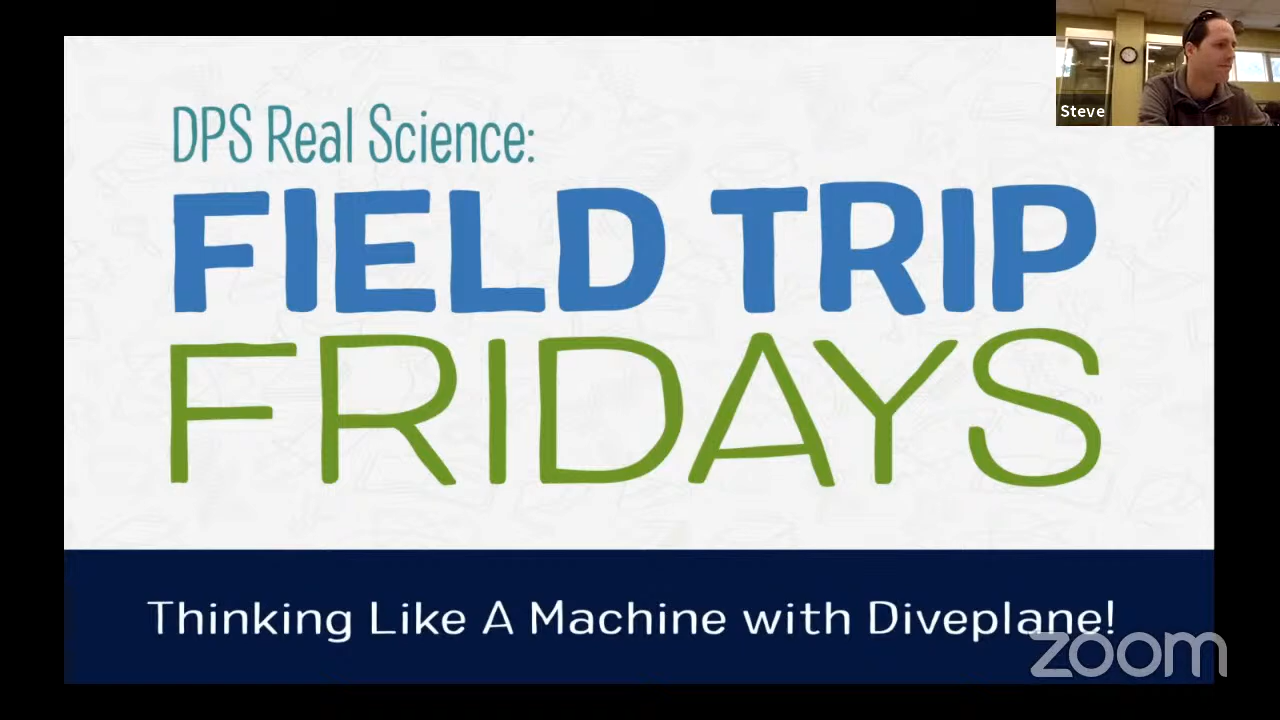 Steve
DPS Real Science:
FIELD TRIP
FRIDAYS
Thinking Like A Machine with Diveplane!
zoom